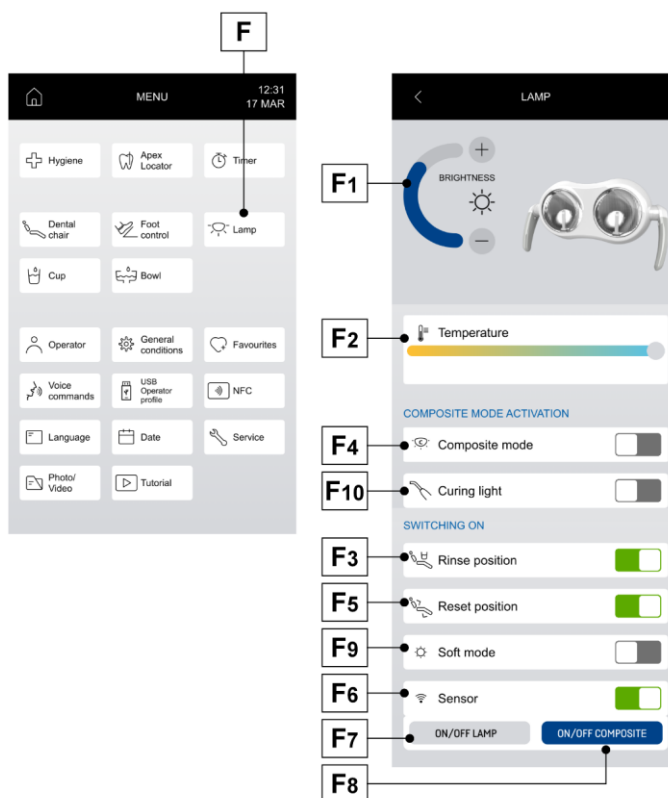 F
MENU
12:31
17 MAR
Hygiene
Apex
Locator
Timer
Dental
chair
Foot
control
Lamp
Cup
Bowl
Operator
General
conditions
Favourites
Voice
commands
USB
Operator
profile
NFC
Language
Date
Service
Photo/
Video
Tutorial
LAMP
F1
BRIGHTNESS
F2
Temperature
COMPOSITE MODE ACTIVATION
F4
Composite mode
F10
Curing light
SWITCHING ON
F3
Rinse position
F5
Reset position
F9
Soft mode
F6
Sensor
F7
ON/OFF LAMP
ON/OFF COMPOSITE
F8